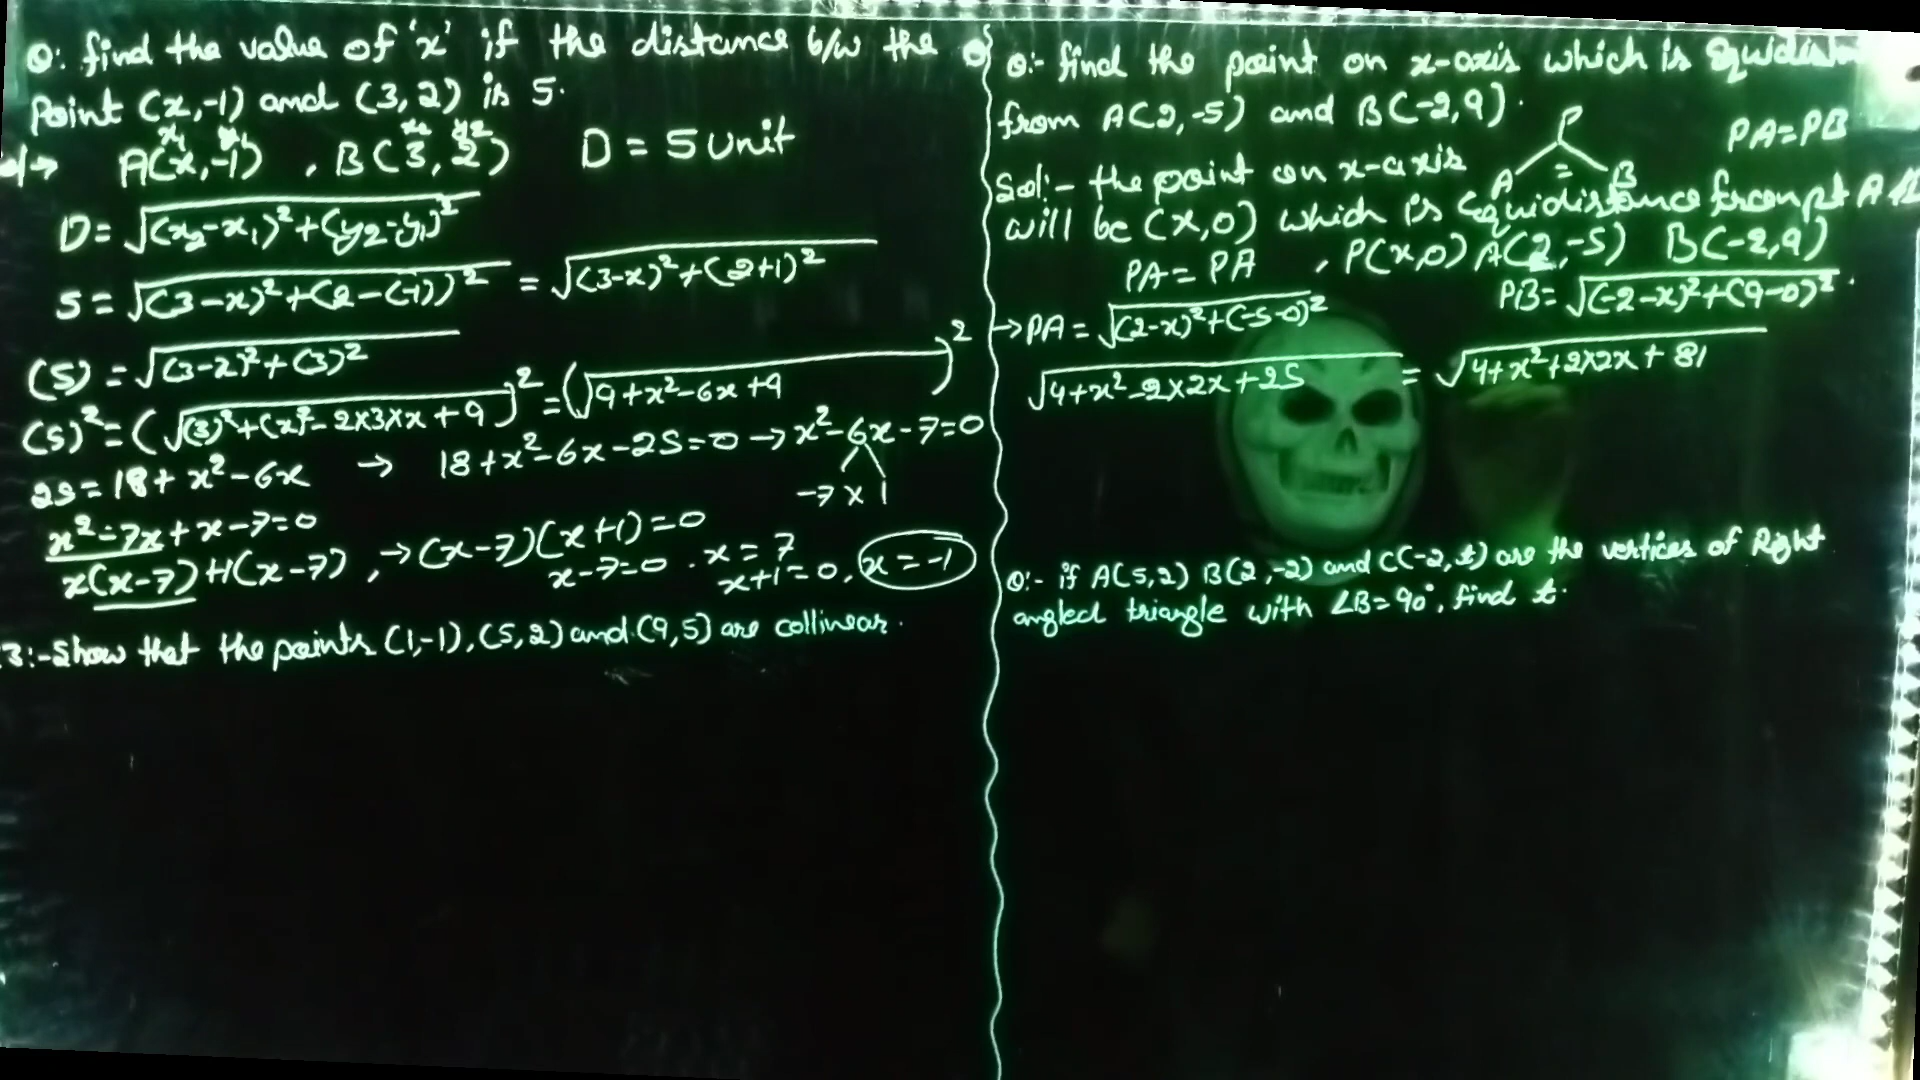 Q: find the value of 'x' if the distance b/w the
Point (x,-1) and (3,2) is 5.
x₁ y₁ x₂ y₂
A(x,-1) , B(3,2) D = 5 unit
D = √(x₂-x₁)²+(y₂-y₁)²
5 = √(3-x)²+(2-(-1))² = √(3-x)²+(2+1)²
(5) = √(3-x)²+(3)²
(5)² = (√(3)²+(x)²-2×3×x+9)² = (√9+x²-6x+9)²
25 = 18+x²-6x → 18+x²-6x-25=0 → x²-6x-7=0
-7 × 1
x²-7x+x-7=0
x(x-7)+1(x-7) , → (x-7)(x+1)=0
x-7=0 . x=7
x+1=0, x=-1
3:- Show that the points (1,-1), (5,2) and (9,5) are collinear.
Q:- find the point on x-axis which is
from A(2,-5) and B(-2,9).
P
A = B
PA=PB
Sol:- the point on x-axis
will be (x,0) which is equidistance from pt A
PA = PA , P(x,0) A(2,-5) B(-2,9)
→ PA = √(2-x)²+(-5-0)² PB = √(-2-x)²+(9-0)².
√4+x²-2×2x+25 = √4+x²+2×2x+81
Q:- if A(5,2) B(2,-2) and C(-2,t) are the vertices of Right
angled triangle with ∠B=90°, find t.